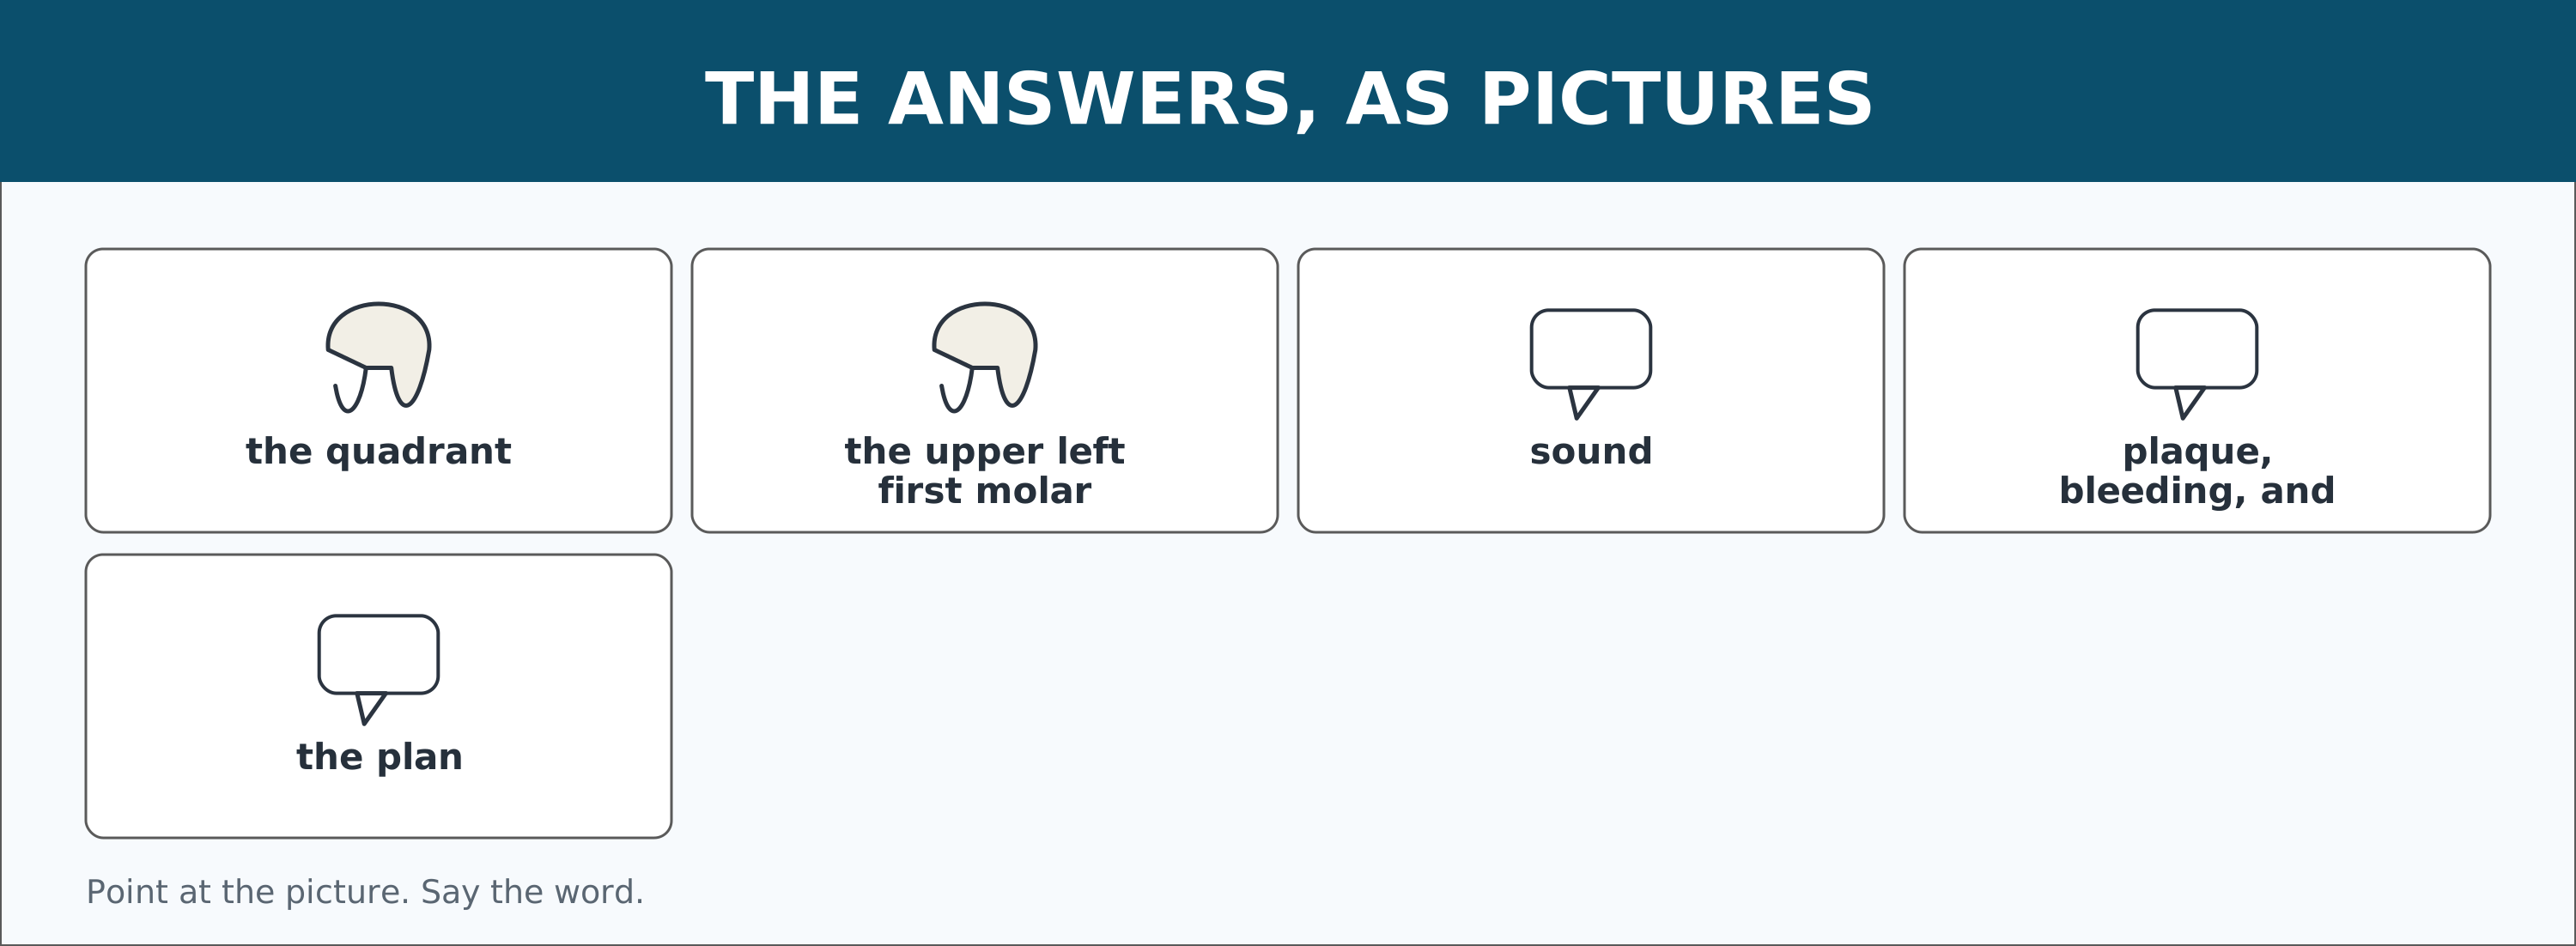 THE ANSWERS, AS PICTURES
the quadrant
the upper left
first molar
sound
plaque,
bleeding, and
the plan
Point at the picture. Say the word.